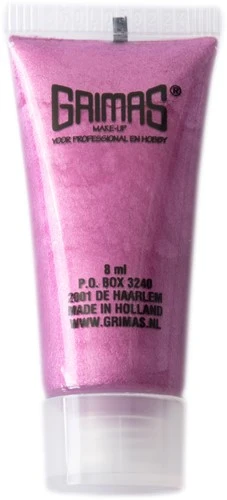 GRIMAS®
MAKE-UP
VOOR PROFESSIONAL EN HOBBY
8 ml
P.O. BOX 3240
2001 DE HAARLEM
MADE IN HOLLAND
WWW.GRIMAS.NL